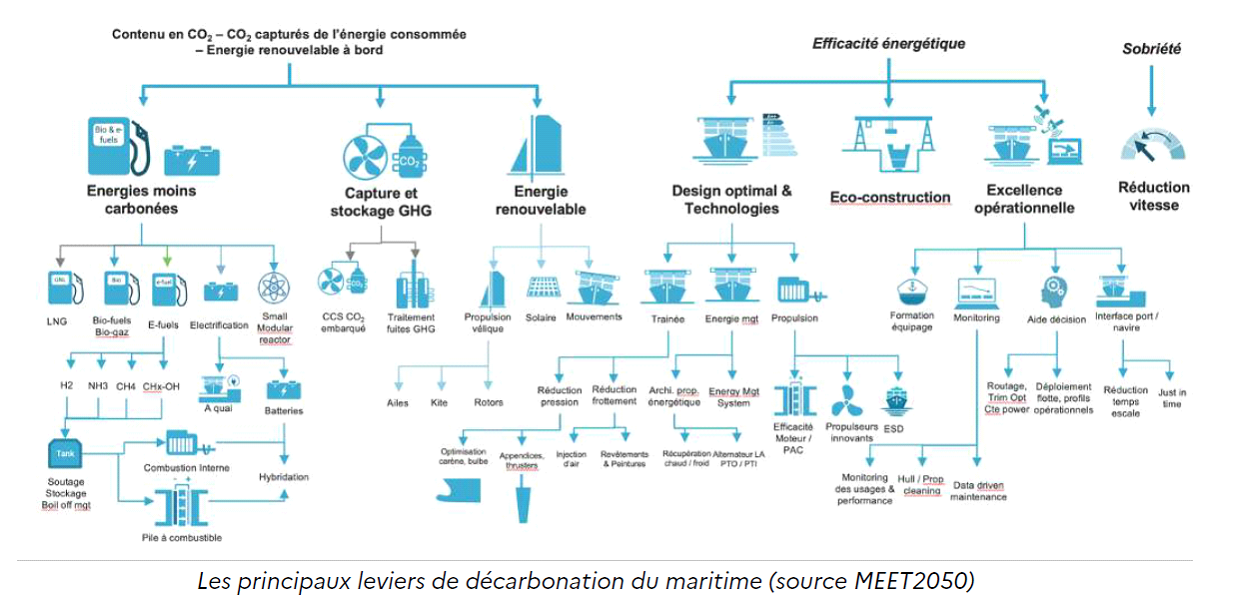 Contenu en CO₂ – CO₂ capturés de l'énergie consommée
– Energie renouvelable à bord
Efficacité énergétique
Sobriété
Bio & e-
fuels
CO₂
Energies moins
carbonées
Capture et
stockage GHG
Energie
renouvelable
Design optimal &
Technologies
Eco-construction
Excellence
opérationnelle
Réduction
vitesse
GNL
Bio
e-fuel
CO₂
LNG
Bio-fuels
Bio-gaz
E-fuels
Electrification
Small
Modular
reactor
CCS CO₂
embarqué
Traitement
fuites GHG
Propulsion
vélique
Solaire
Mouvements
Trainée
Energie mgt
Propulsion
Formation
équipage
Monitoring
Aide décision
Interface port /
navire
H2
NH3
CH4
CHx-OH
A quai
Batteries
Ailes
Kite
Rotors
Réduction
pression
Réduction
frottement
Archi. prop.
énergétique
Energy Mgt
System
Efficacité
Moteur /
PAC
Propulseurs
innovants
ESD
Routage,
Trim Opt
Cte power
Déploiement
flotte, profils
opérationnels
Réduction
temps
escale
Just in
time
Tank
Soutage
Stockage
Boil off mgt
Combustion Interne
Hybridation
Pile à combustible
Optimisation
carène, bulbe
Appendices,
thrusters
Injection
d'air
Revêtements
& Peintures
Récupération
chaud / froid
Alternateur LA
PTO / PTI
Monitoring
des usages &
performance
Hull / Prop
cleaning
Data driven
maintenance
Les principaux leviers de décarbonation du maritime (source MEET2050)